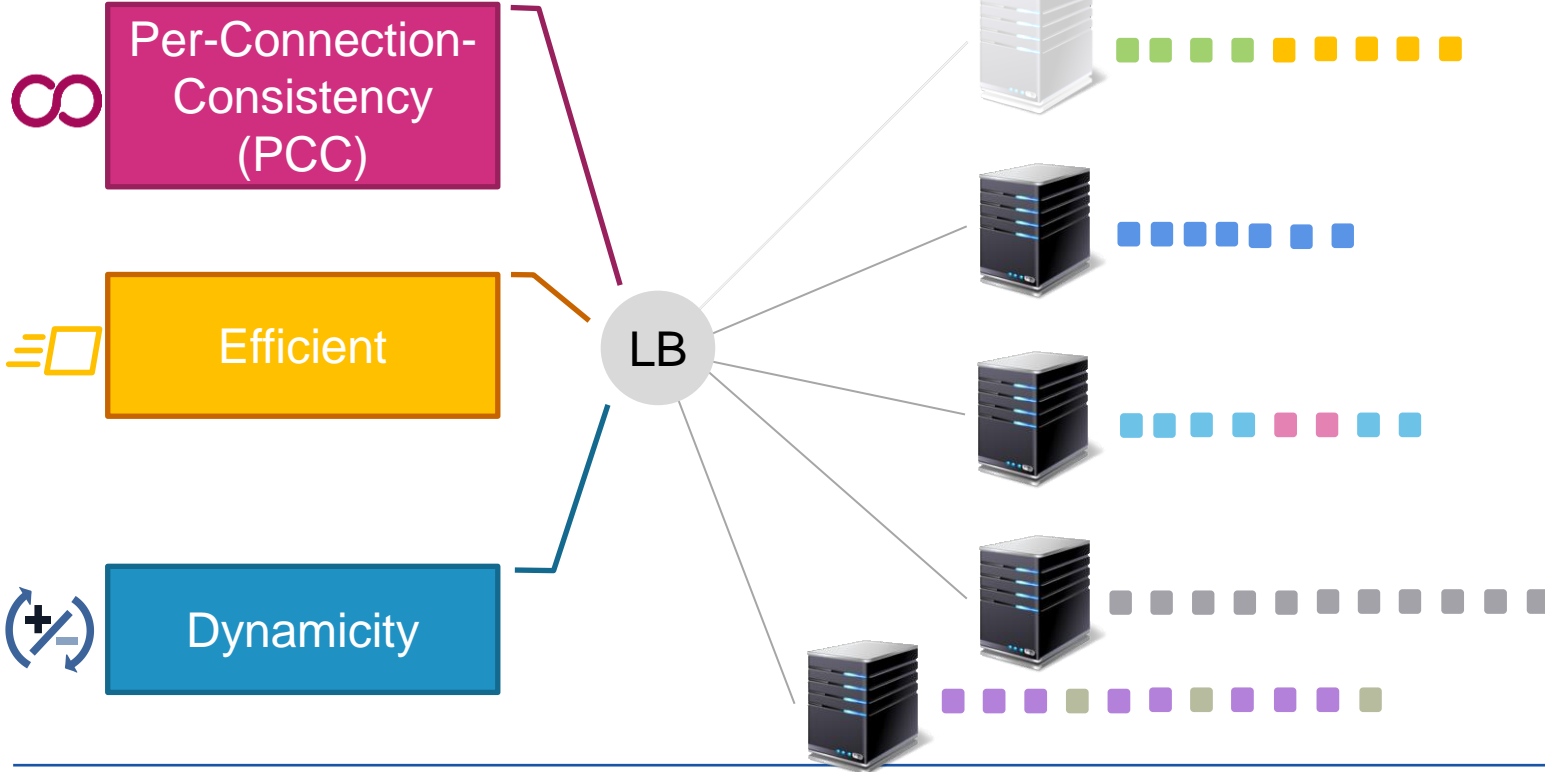 Per-Connection-
Consistency
(PCC)
Efficient
LB
Dynamicity